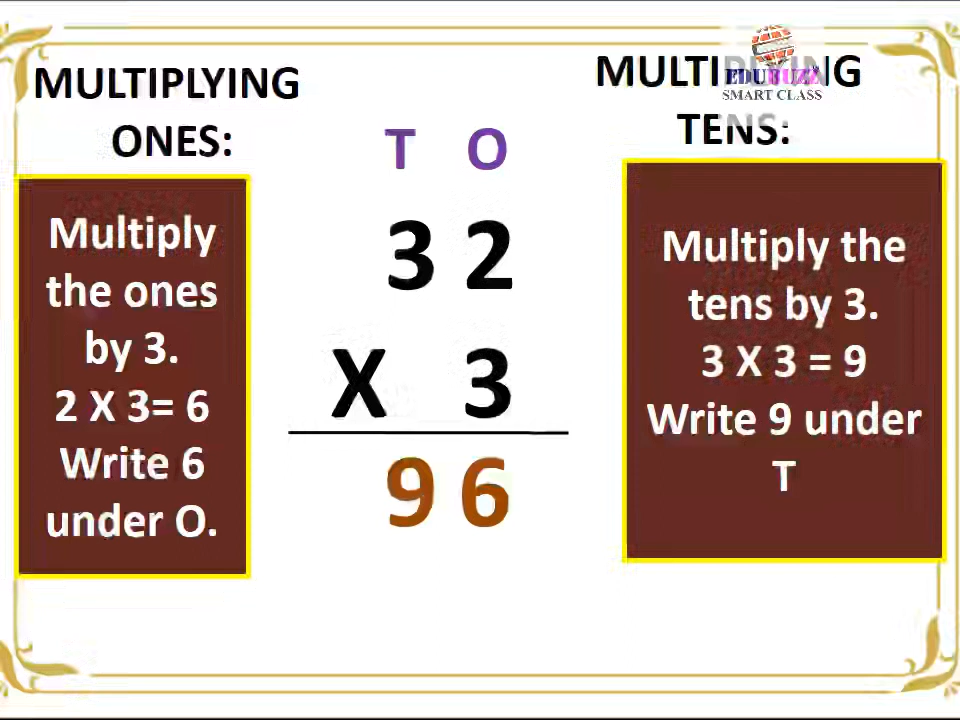 MULTIPLYING
ONES:
Multiply
the ones
by 3.
2 X 3= 6
Write 6
under O.
T O
3 2
X 3
9 6
MULTIPLYING
TENS:
EDUBUZZ
SMART CLASS
Multiply the
tens by 3.
3 X 3 = 9
Write 9 under
T